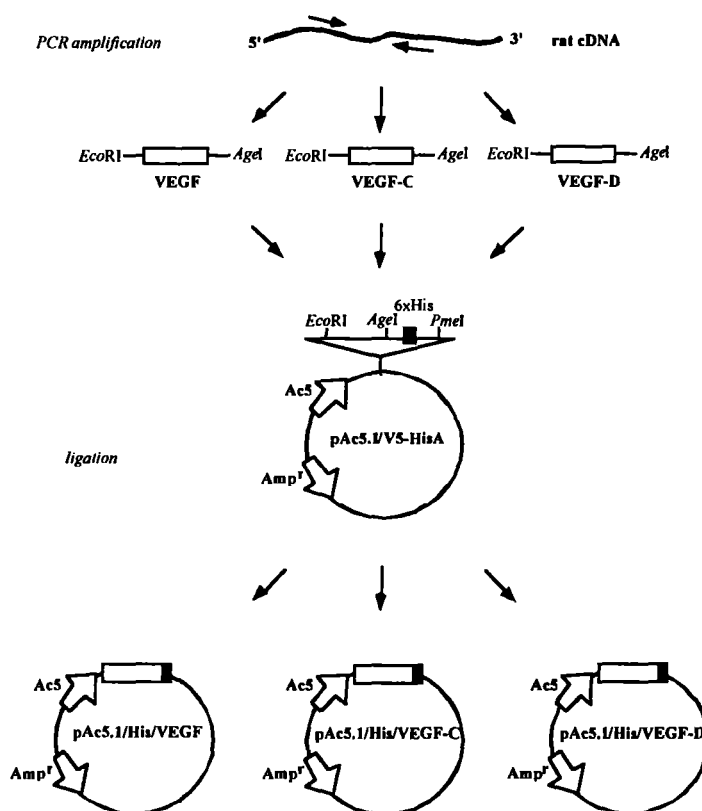 PCR amplification
5' 3' rat cDNA
EcoRI AgeI EcoRI AgeI EcoRI AgeI
VEGF VEGF-C VEGF-D
6xHis
EcoRI AgeI PmeI
Ac5
pAc5.1/V5-HisA
ligation
Ampr
Ac5 Ac5 Ac5
pAc5.1/His/VEGF pAc5.1/His/VEGF-C pAc5.1/His/VEGF-D
Ampr Ampr Ampr